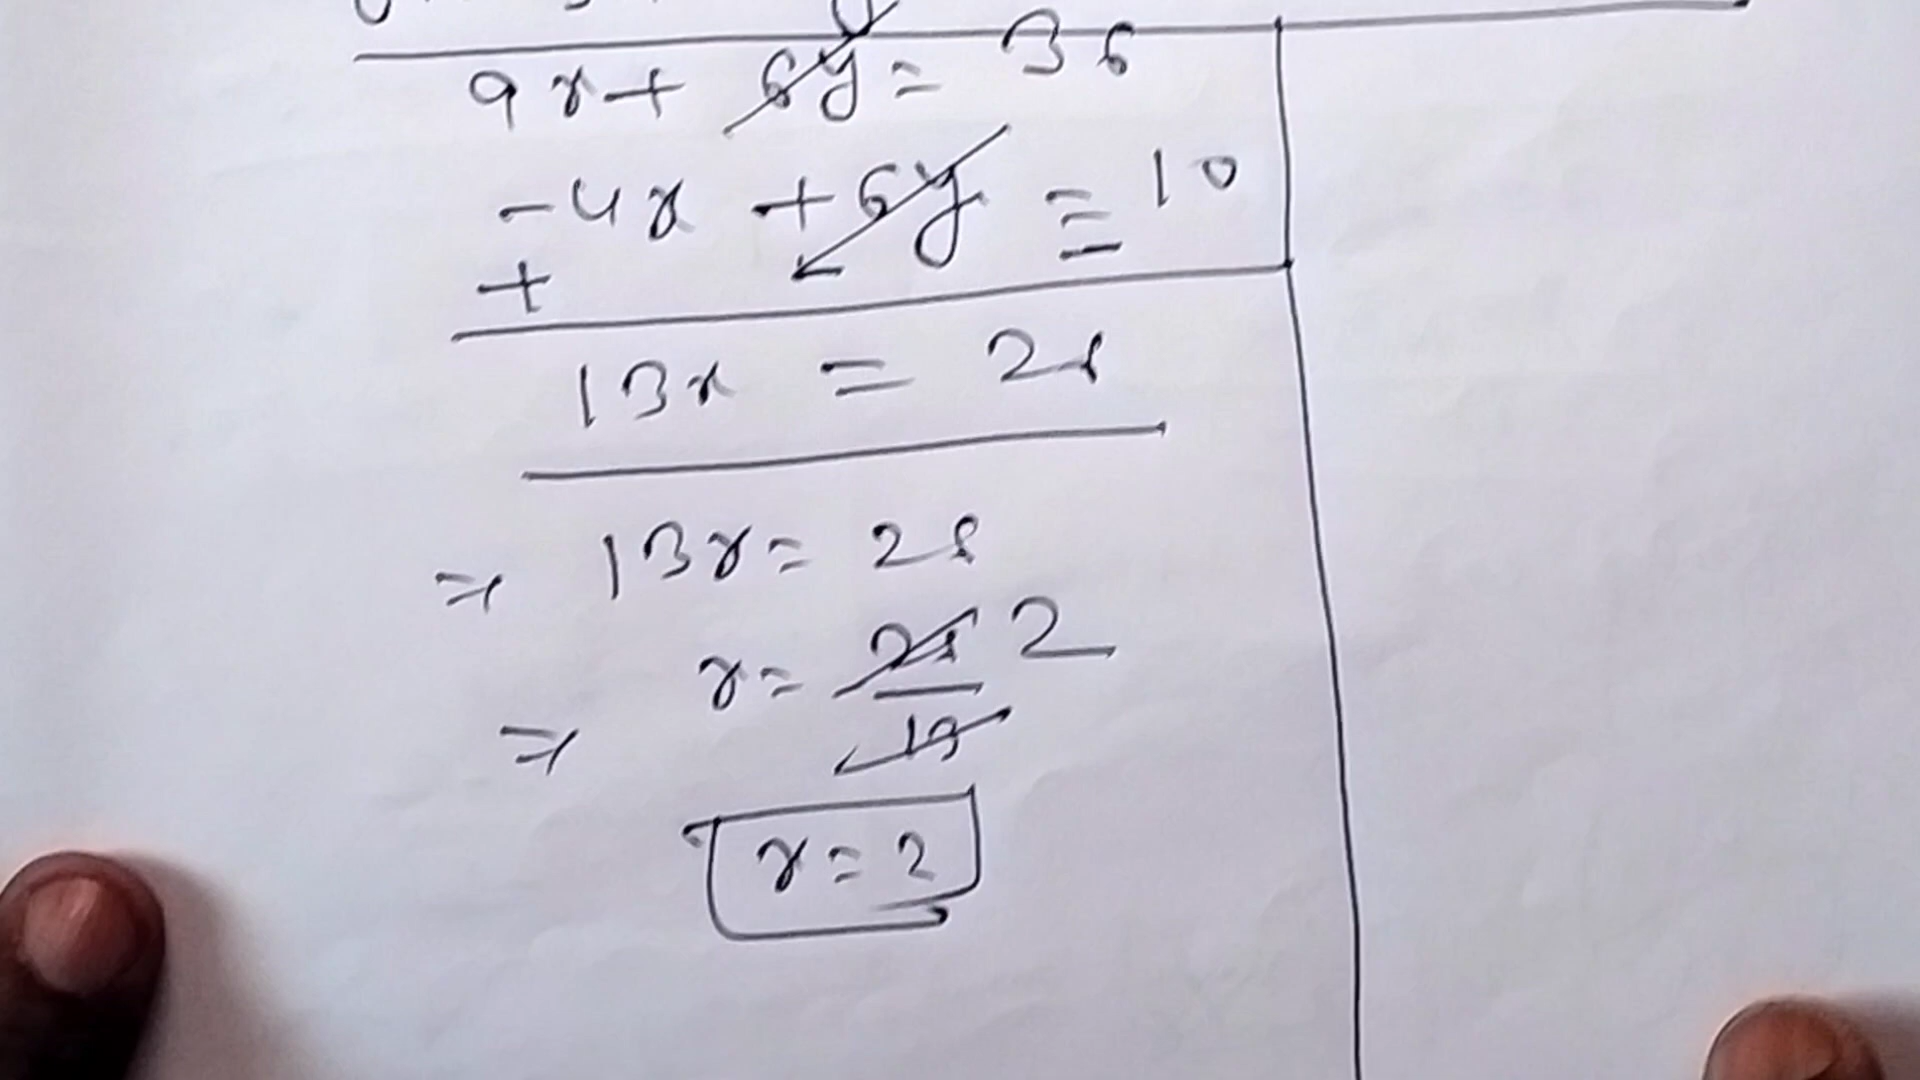 9x + 6y = 36
-4x + 6y = 10
+ - -
13x = 26
⇒ 13x = 26
x = 26/13 2
⇒
x = 2